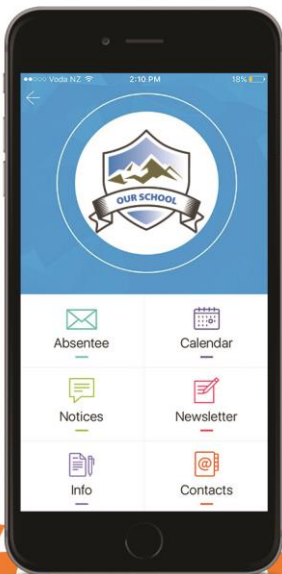 Voda NZ 2:10 PM 18%
OUR SCHOOL
Absentee Calendar
Notices Newsletter
@
Info Contacts